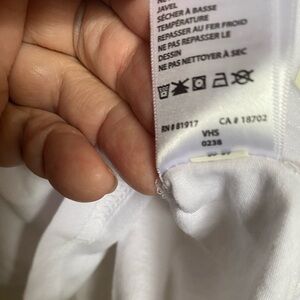 JAVEL
SÉCHER À BASSE
TEMPÉRATURE
REPASSER AU FER FROID
NE PAS REPASSER LE
DESSIN
NE PAS NETTOYER À SEC
RN # 81917 CA # 18702
VHS
0238